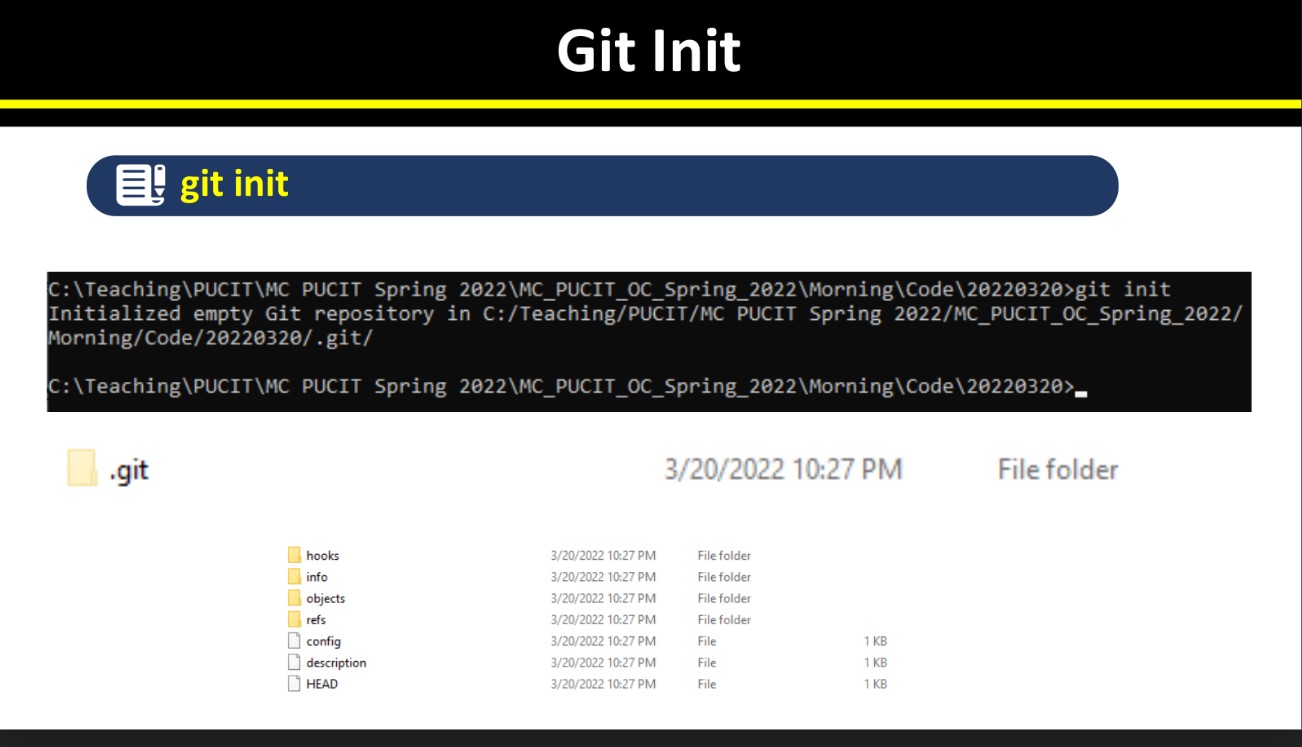 Git Init
git init
C:\Teaching\PUCIT\MC PUCIT Spring 2022\MC_PUCIT_OC_Spring_2022\Morning\Code\20220320>git init
Initialized empty Git repository in C:/Teaching/PUCIT/MC PUCIT Spring 2022/MC_PUCIT_OC_Spring_2022/
Morning/Code/20220320/.git/
C:\Teaching\PUCIT\MC PUCIT Spring 2022\MC_PUCIT_OC_Spring_2022\Morning\Code\20220320>
.git 3/20/2022 10:27 PM File folder
hooks 3/20/2022 10:27 PM File folder
info 3/20/2022 10:27 PM File folder
objects 3/20/2022 10:27 PM File folder
refs 3/20/2022 10:27 PM File folder
config 3/20/2022 10:27 PM File 1 KB
description 3/20/2022 10:27 PM File 1 KB
HEAD 3/20/2022 10:27 PM File 1 KB